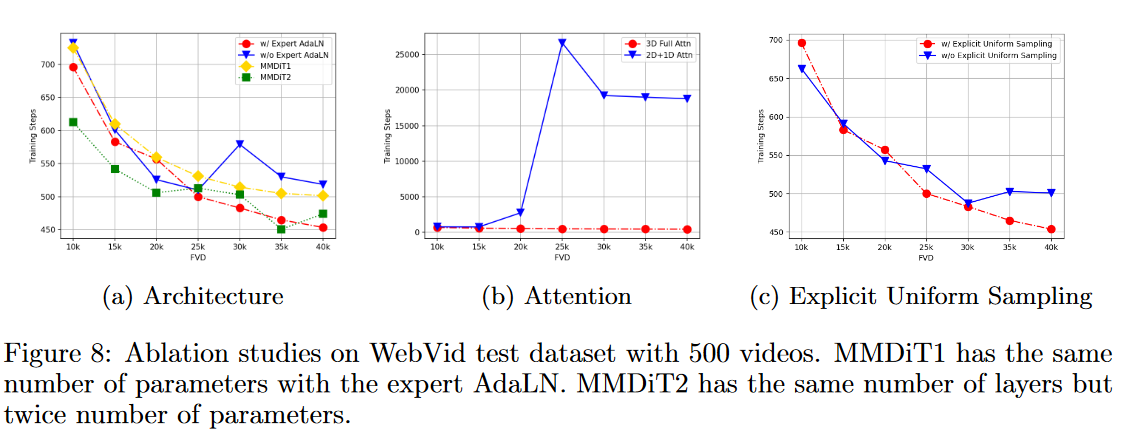 w/ Expert AdaLN
w/o Expert AdaLN
MMDiT1
MMDiT2
Training Steps
700
650
600
550
500
450
10k 15k 20k 25k 30k 35k 40k
FVD
(a) Architecture
3D Full Attn
2D+1D Attn
Training Steps
25000
20000
15000
10000
5000
0
10k 15k 20k 25k 30k 35k 40k
FVD
(b) Attention
w/ Explicit Uniform Sampling
w/o Explicit Uniform Sampling
Training Steps
700
650
600
550
500
450
10k 15k 20k 25k 30k 35k 40k
FVD
(c) Explicit Uniform Sampling
Figure 8: Ablation studies on WebVid test dataset with 500 videos. MMDiT1 has the same
number of parameters with the expert AdaLN. MMDiT2 has the same number of layers but
twice number of parameters.